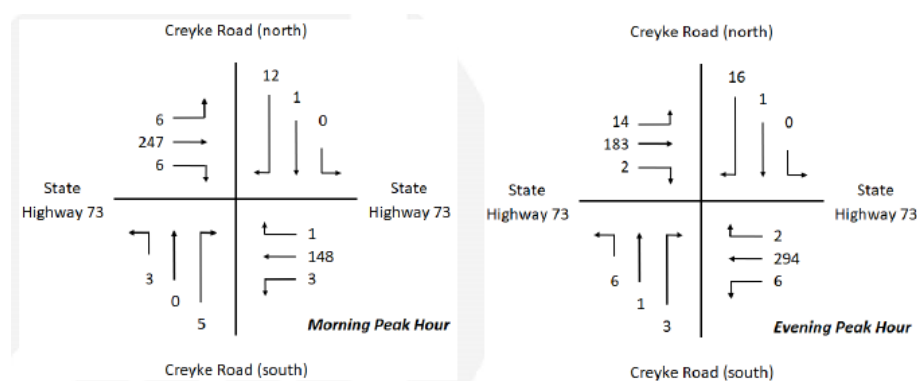 Creyke Road (north)
12
1
0
6
247
6
State
Highway 73
State
Highway 73
1
148
3
3
0
5
Morning Peak Hour
Creyke Road (south)
Creyke Road (north)
16
1
0
14
183
2
State
Highway 73
State
Highway 73
2
294
6
6
1
3
Evening Peak Hour
Creyke Road (south)